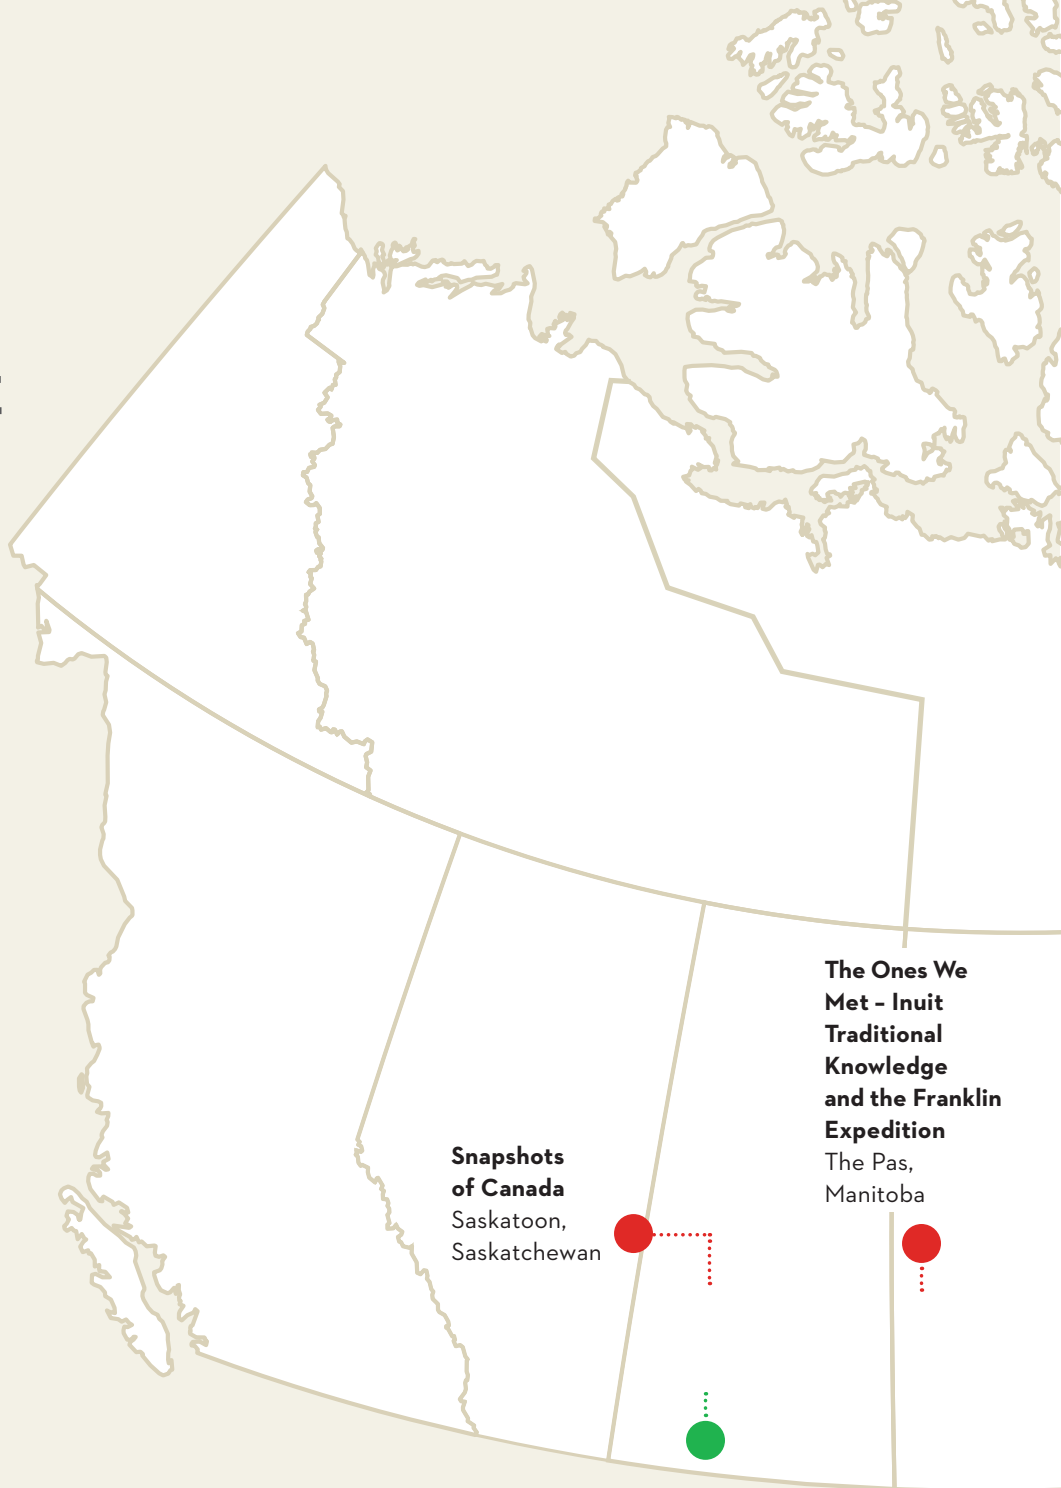 The Ones We
Met – Inuit
Traditional
Knowledge
and the Franklin
Expedition
The Pas,
Manitoba
Snapshots
of Canada
Saskatoon,
Saskatchewan